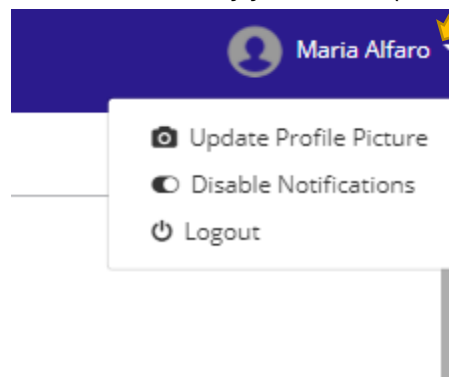 Maria Alfaro
Update Profile Picture
Disable Notifications
Logout